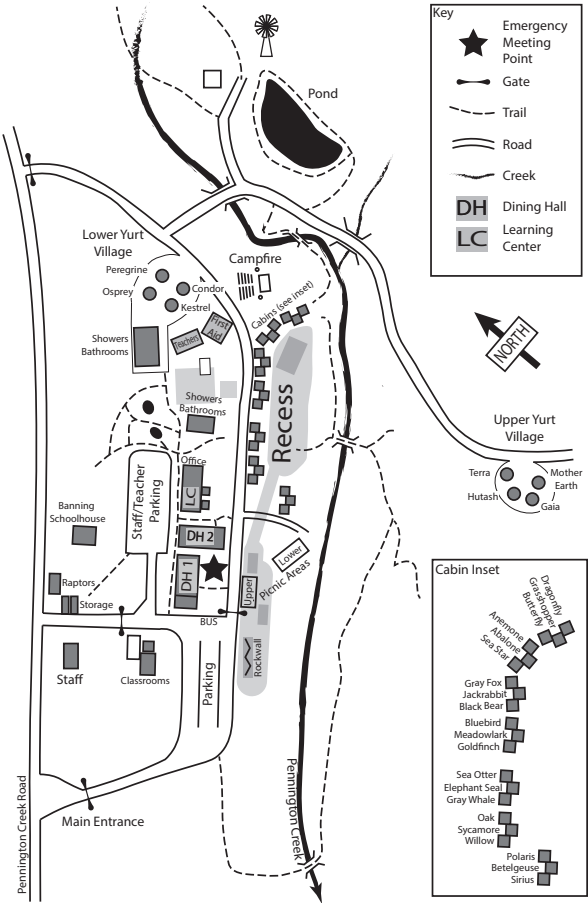 Key
Emergency
Meeting
Point
Gate
Trail
Road
Creek
DH
Dining Hall
LC
Learning
Center
Pond
Lower Yurt
Village
Peregrine
Osprey
Condor
Kestrel
Campfire
Cabins (see inset)
First
Aid
Teachers
Showers
Bathrooms
Showers
Bathrooms
Recess
NORTH
Upper Yurt
Village
Terra
Mother
Earth
Hutash
Gaia
Office
LC
Staff/Teacher
Parking
Banning
Schoolhouse
DH 2
DH 1
Lower
Upper
Picnic Areas
Raptors
Storage
BUS
Rockwall
Staff
Classrooms
Parking
Pennington Creek
Main Entrance
Pennington Creek Road
Cabin Inset
Dragonfly
Grasshopper
Butterfly
Anemone
Abalone
Sea Star
Gray Fox
Jackrabbit
Black Bear
Bluebird
Meadowlark
Goldfinch
Sea Otter
Elephant Seal
Gray Whale
Oak
Sycamore
Willow
Polaris
Betelgeuse
Sirius